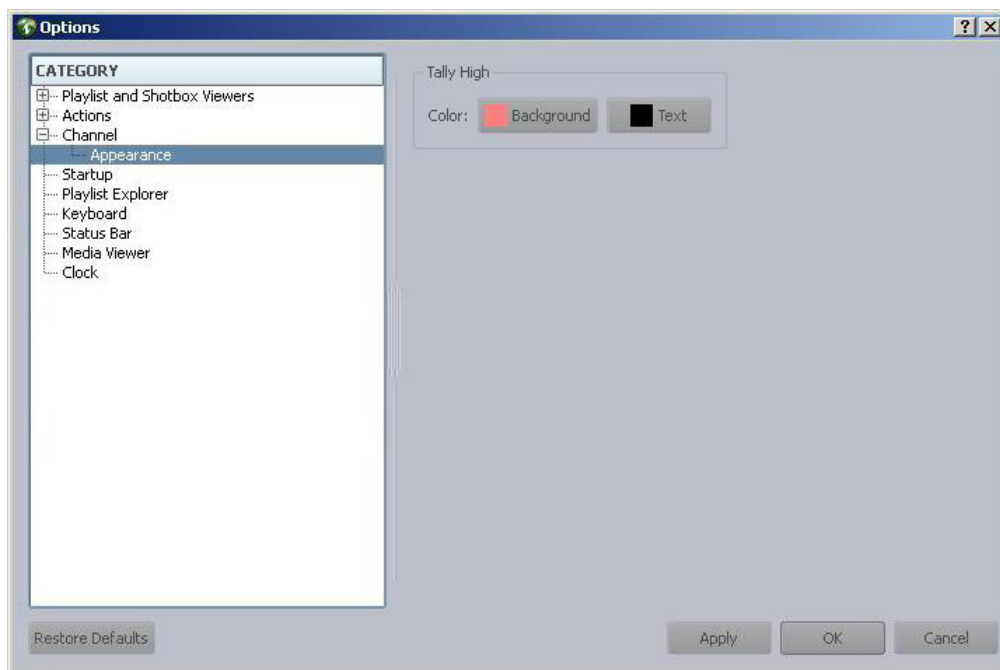 Options
CATEGORY
Playlist and Shotbox Viewers
Actions
Channel
Appearance
Startup
Playlist Explorer
Keyboard
Status Bar
Media Viewer
Clock
Tally High
Color: Background Text
Restore Defaults
Apply OK Cancel